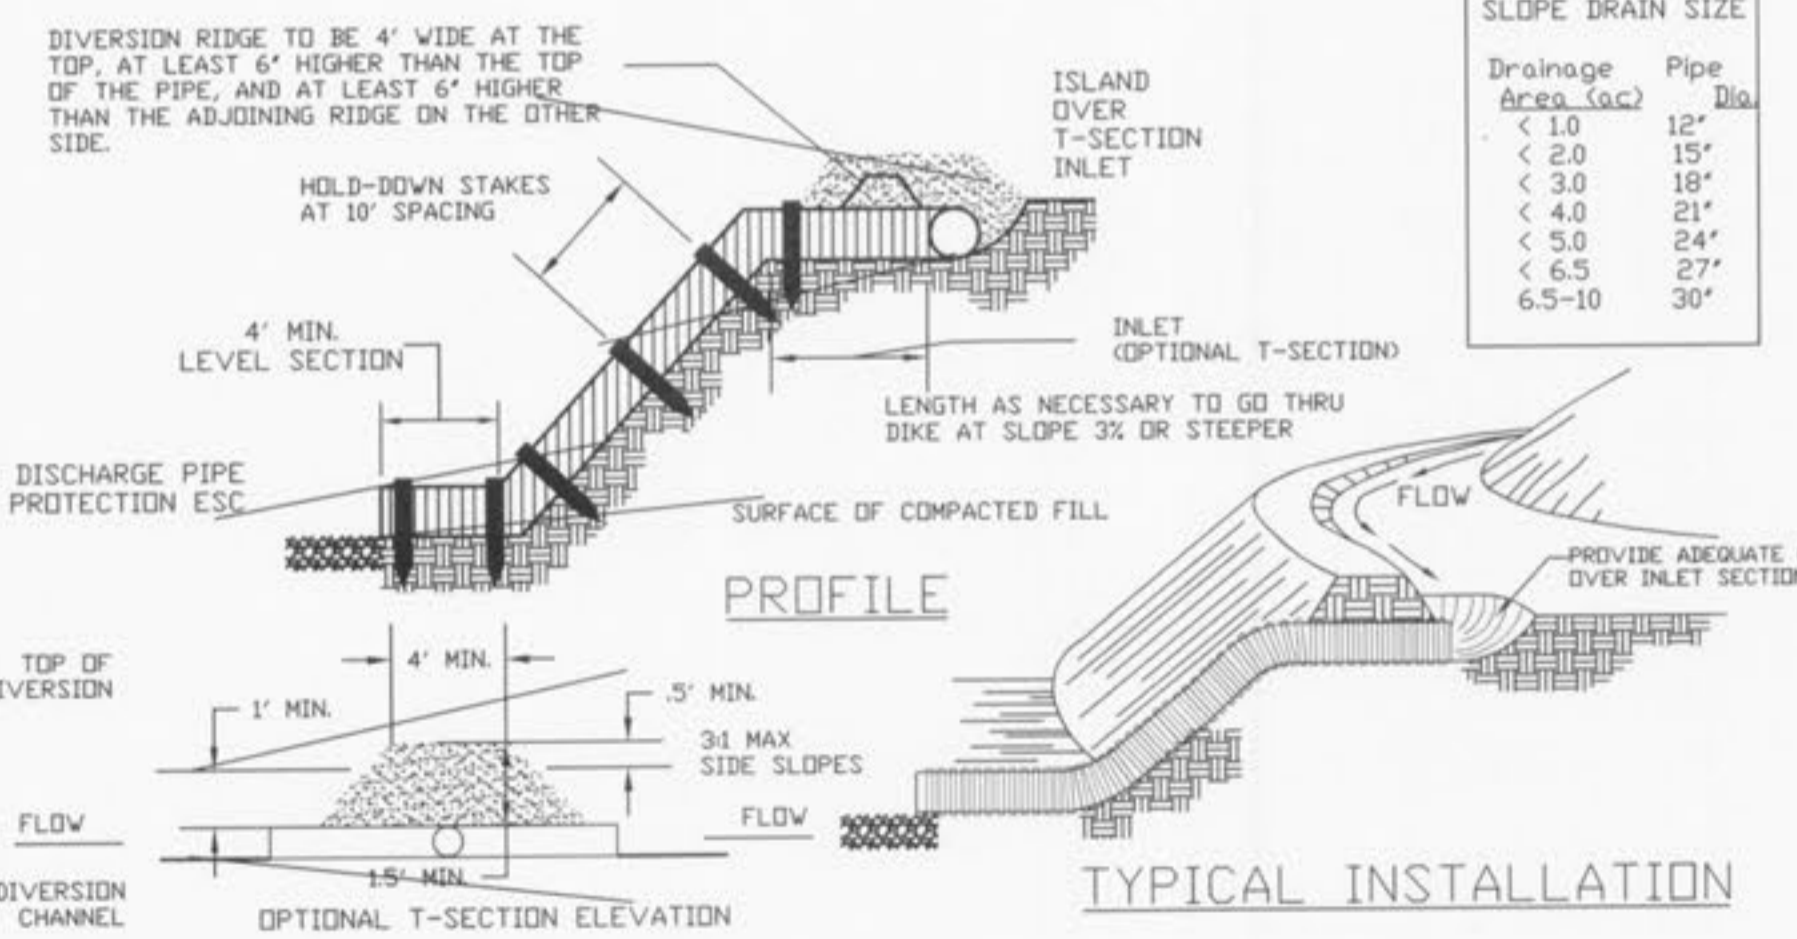 DIVERSION RIDGE TO BE 4' WIDE AT THE
TOP, AT LEAST 6" HIGHER THAN THE TOP
OF THE PIPE, AND AT LEAST 6" HIGHER
THAN THE ADJOINING RIDGE ON THE OTHER
SIDE.
HOLD-DOWN STAKES
AT 10' SPACING
ISLAND
OVER
T-SECTION
INLET
SLOPE DRAIN SIZE
Drainage Pipe
Area (ac) Dia.
< 1.0 12"
< 2.0 15"
< 3.0 18"
< 4.0 21"
< 5.0 24"
< 6.5 27"
6.5-10 30"
4' MIN.
LEVEL SECTION
INLET
(OPTIONAL T-SECTION)
LENGTH AS NECESSARY TO GO THRU
DIKE AT SLOPE 3% OR STEEPER
DISCHARGE PIPE
PROTECTION ESC
SURFACE OF COMPACTED FILL
PROFILE
FLOW
PROVIDE ADEQUATE
OVER INLET SECTION
TOP OF
DIVERSION
4' MIN.
1' MIN.
.5' MIN.
3:1 MAX
SIDE SLOPES
FLOW
FLOW
1.5' MIN.
DIVERSION
CHANNEL
OPTIONAL T-SECTION ELEVATION
TYPICAL INSTALLATION